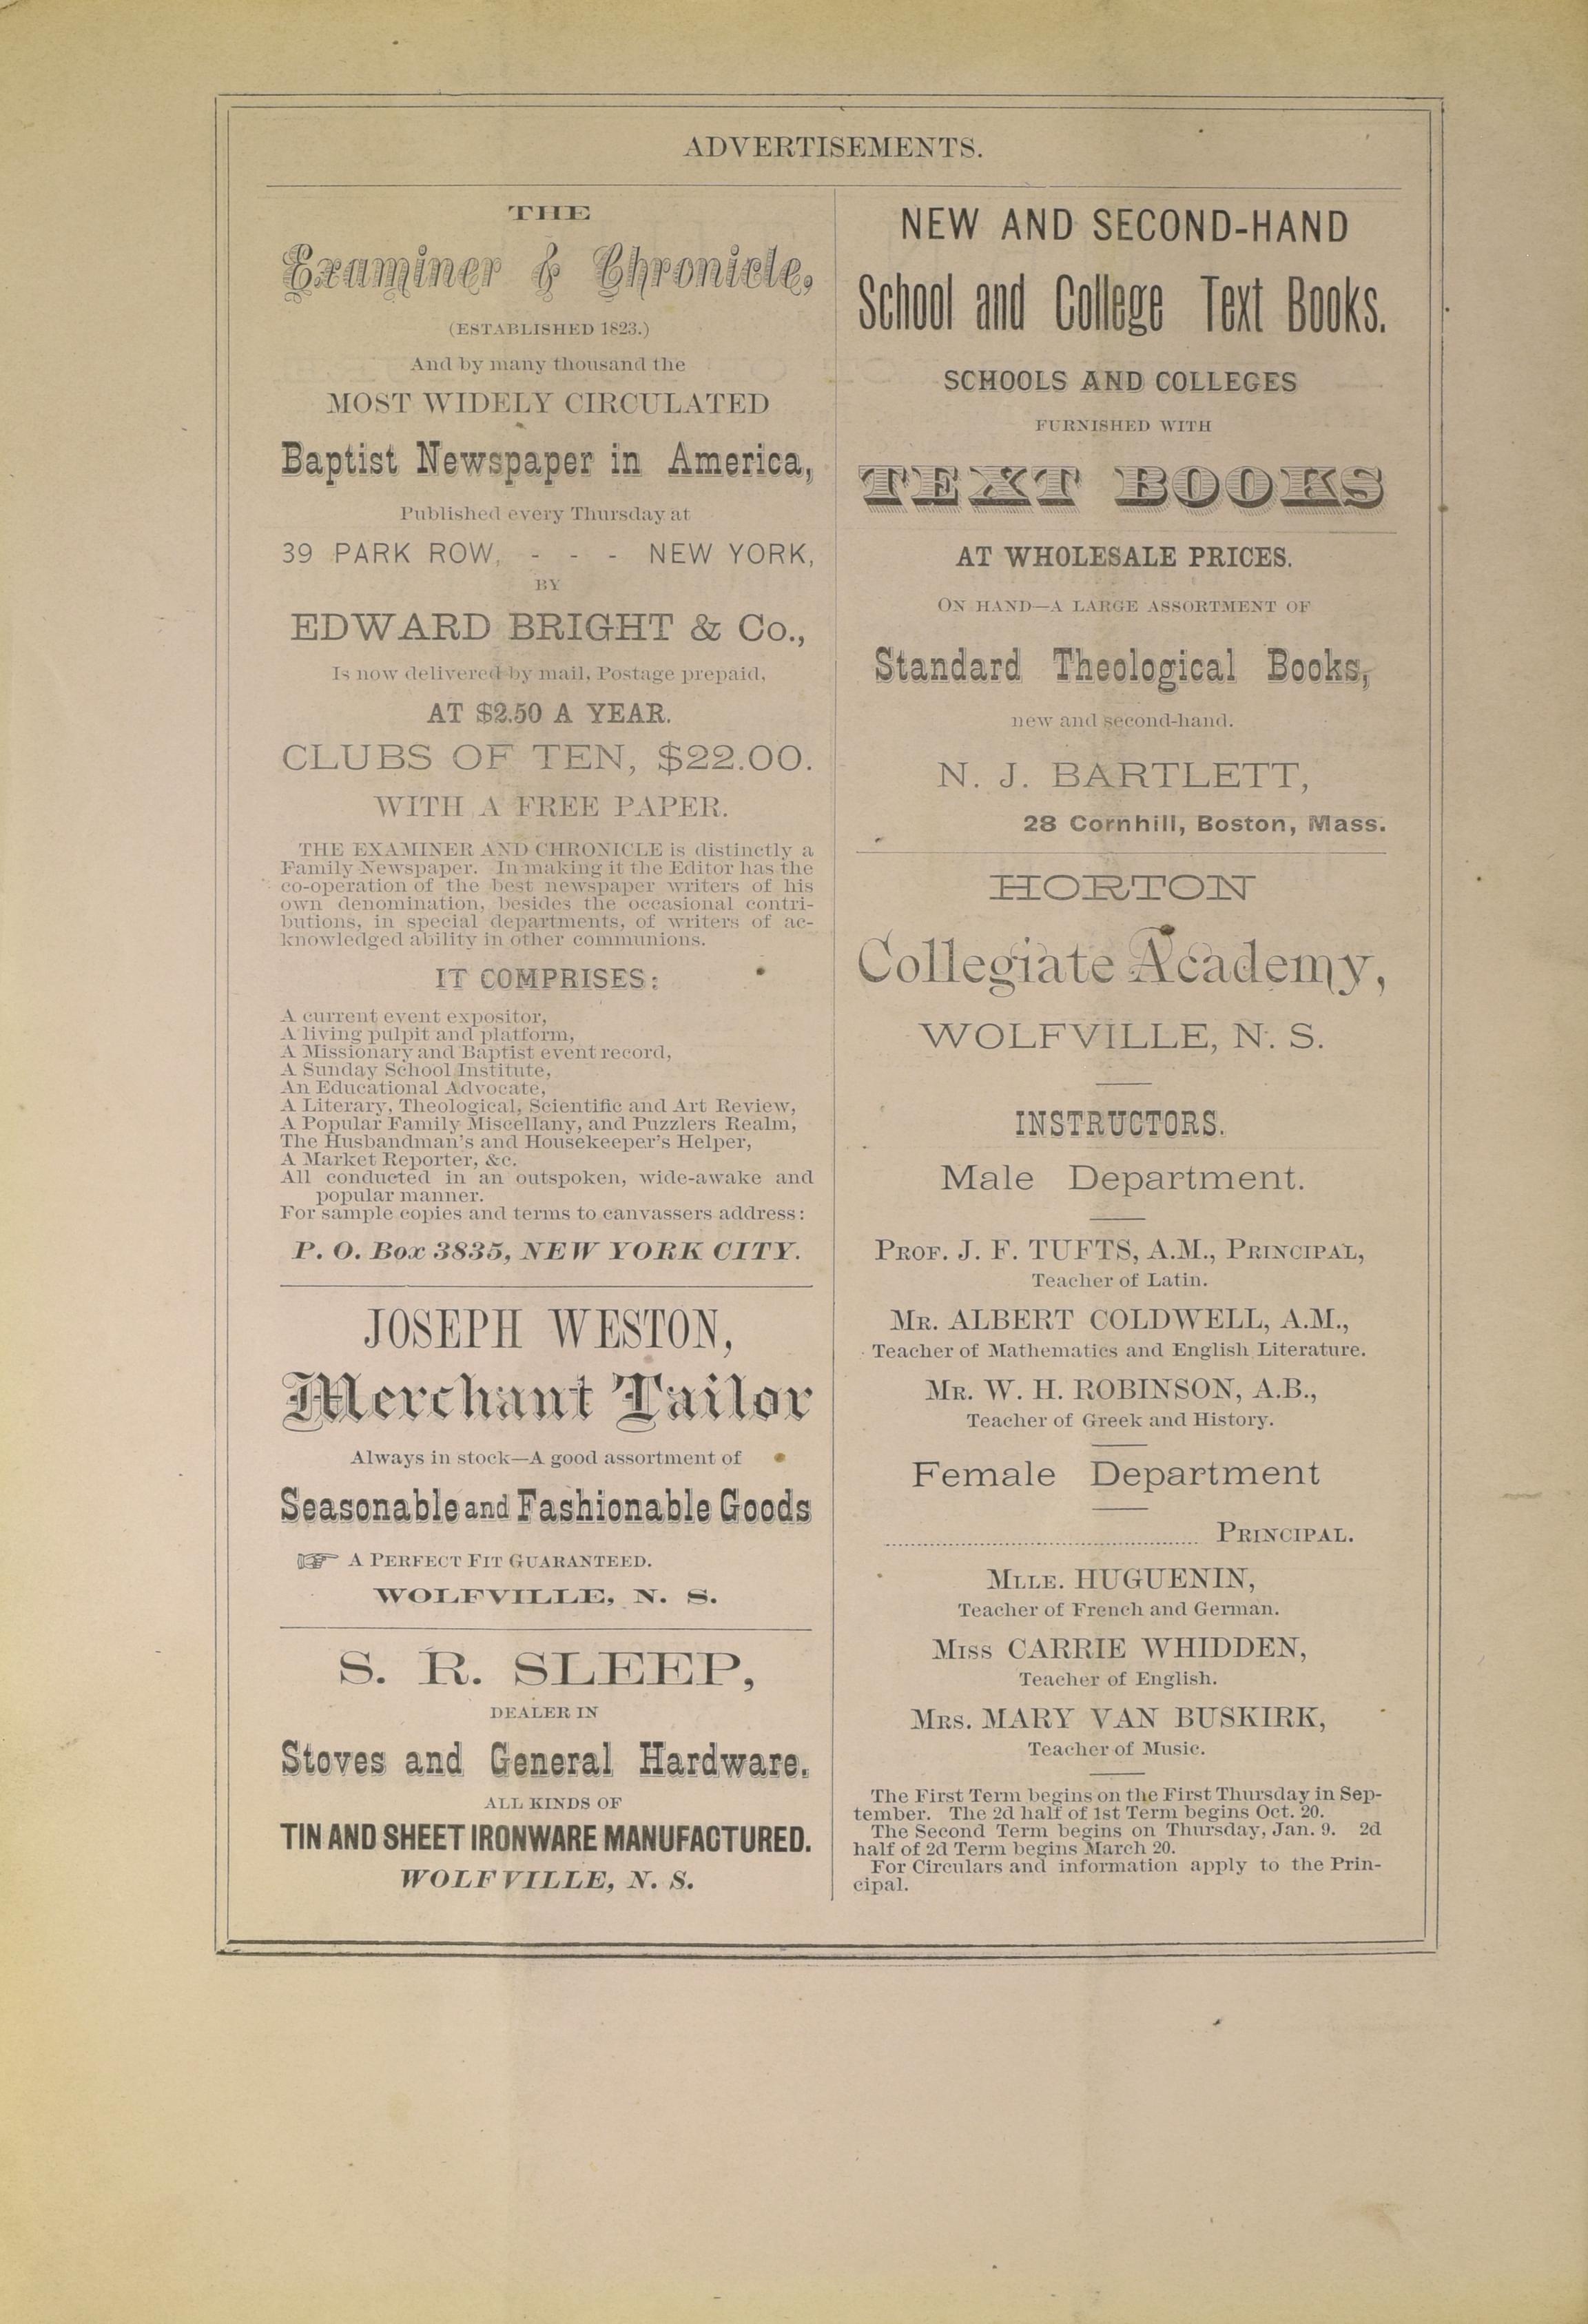 ADVERTISEMENTS.
THE
Examiner & Chronicle,
(ESTABLISHED 1823.)
And by many thousand the
MOST WIDELY CIRCULATED
Baptist Newspaper in America,
Published every Thursday at
39 PARK ROW, - - - NEW YORK,
BY
EDWARD BRIGHT & Co.,
Is now delivered by mail, Postage prepaid,
AT $2.50 A YEAR.
CLUBS OF TEN, $22.00.
WITH A FREE PAPER.
THE EXAMINER AND CHRONICLE is distinctly a
Family Newspaper. In making it the Editor has the
co-operation of the best newspaper writers of his
own denomination, besides the occasional contri-
butions, in special departments, of writers of ac-
knowledged ability in other communions.
IT COMPRISES:
A current event expositor,
A living pulpit and platform,
A Missionary and Baptist event record,
A Sunday School Institute,
An Educational Advocate,
A Literary, Theological, Scientific and Art Review,
A Popular Family Miscellany, and Puzzlers Realm,
The Husbandman's and Housekeeper's Helper,
A Market Reporter, &c.
All conducted in an outspoken, wide-awake and
popular manner.
For sample copies and terms to canvassers address:
P. O. Box 3835, NEW YORK CITY.
JOSEPH WESTON,
Merchant Tailor
Always in stock—A good assortment of
Seasonable and Fashionable Goods
☞ A PERFECT FIT GUARANTEED.
WOLFVILLE, N. S.
S. R. SLEEP,
DEALER IN
Stoves and General Hardware.
ALL KINDS OF
TIN AND SHEET IRONWARE MANUFACTURED.
WOLFVILLE, N. S.
NEW AND SECOND-HAND
School and College Text Books.
SCHOOLS AND COLLEGES
FURNISHED WITH
TEXT BOOKS
AT WHOLESALE PRICES.
ON HAND—A LARGE ASSORTMENT OF
Standard Theological Books,
new and second-hand.
N. J. BARTLETT,
28 Cornhill, Boston, Mass.
HORTON
Collegiate Academy,
WOLFVILLE, N. S.
INSTRUCTORS.
Male Department.
PROF. J. F. TUFTS, A.M., PRINCIPAL,
Teacher of Latin.
MR. ALBERT COLDWELL, A.M.,
Teacher of Mathematics and English Literature.
MR. W. H. ROBINSON, A.B.,
Teacher of Greek and History.
Female Department
........................................ PRINCIPAL.
MLLE. HUGUENIN,
Teacher of French and German.
MISS CARRIE WHIDDEN,
Teacher of English.
MRS. MARY VAN BUSKIRK,
Teacher of Music.
The First Term begins on the First Thursday in Sep-
tember. The 2d half of 1st Term begins Oct. 20.
The Second Term begins on Thursday, Jan. 9. 2d
half of 2d Term begins March 20.
For Circulars and information apply to the Prin-
cipal.